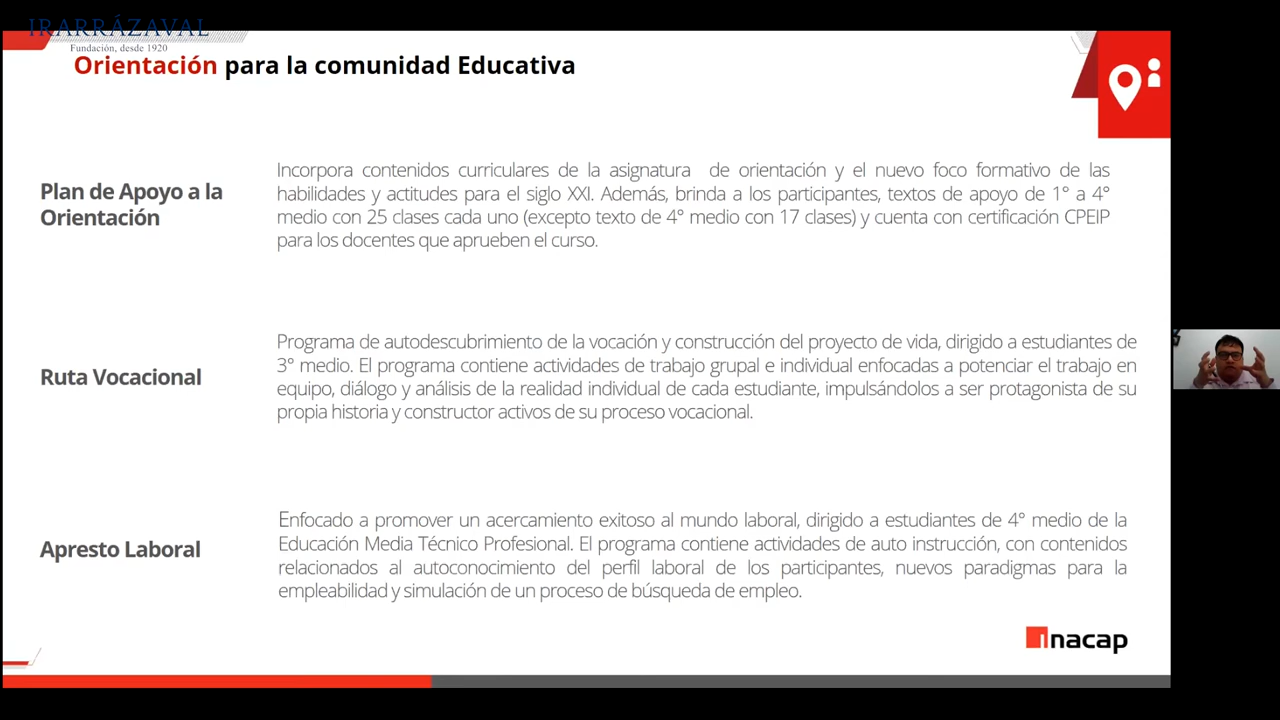 IRARRÁZAVAL
Fundación, desde 1920
Orientación para la comunidad Educativa
Plan de Apoyo a la
Orientación
Incorpora contenidos curriculares de la asignatura de orientación y el nuevo foco formativo de las
habilidades y actitudes para el siglo XXI. Además, brinda a los participantes, textos de apoyo de 1° a 4°
medio con 25 clases cada uno (excepto texto de 4° medio con 17 clases) y cuenta con certificación CPEIP
para los docentes que aprueben el curso.
Ruta Vocacional
Programa de autodescubrimiento de la vocación y construcción del proyecto de vida, dirigido a estudiantes de
3° medio. El programa contiene actividades de trabajo grupal e individual enfocadas a potenciar el trabajo en
equipo, diálogo y análisis de la realidad individual de cada estudiante, impulsándolos a ser protagonista de su
propia historia y constructor activos de su proceso vocacional.
Apresto Laboral
Enfocado a promover un acercamiento exitoso al mundo laboral, dirigido a estudiantes de 4° medio de la
Educación Media Técnico Profesional. El programa contiene actividades de auto instrucción, con contenidos
relacionados al autoconocimiento del perfil laboral de los participantes, nuevos paradigmas para la
empleabilidad y simulación de un proceso de búsqueda de empleo.
inacap